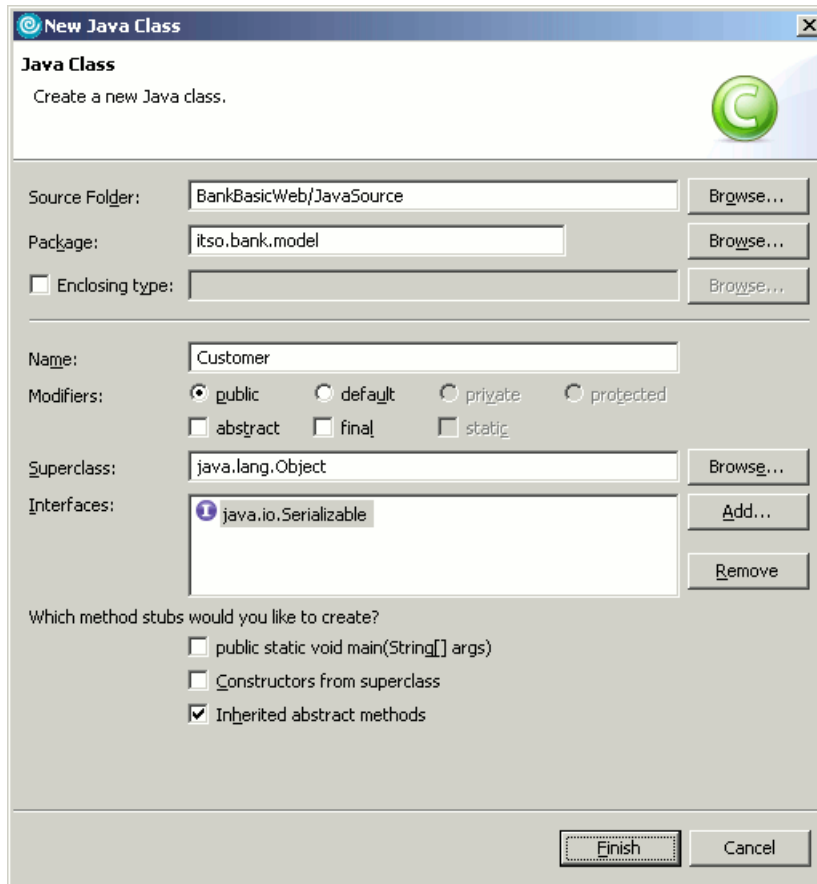 New Java Class
Java Class
Create a new Java class.
C
Source Folder: BankBasicWeb/JavaSource Browse...
Package: itso.bank.model Browse...
Enclosing type: Browse...
Name: Customer
Modifiers: public default private protected
abstract final static
Superclass: java.lang.Object Browse...
Interfaces: I java.io.Serializable Add...
Remove
Which method stubs would you like to create?
public static void main(String[] args)
Constructors from superclass
Inherited abstract methods
Finish Cancel